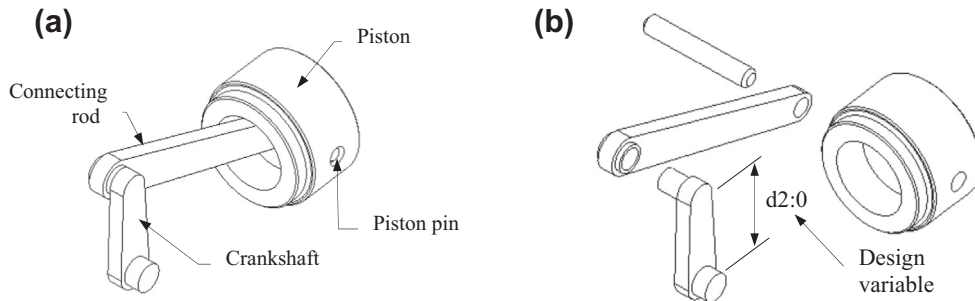 (a)
Piston
Connecting
rod
Piston pin
Crankshaft
(b)
d2:0
Design
variable